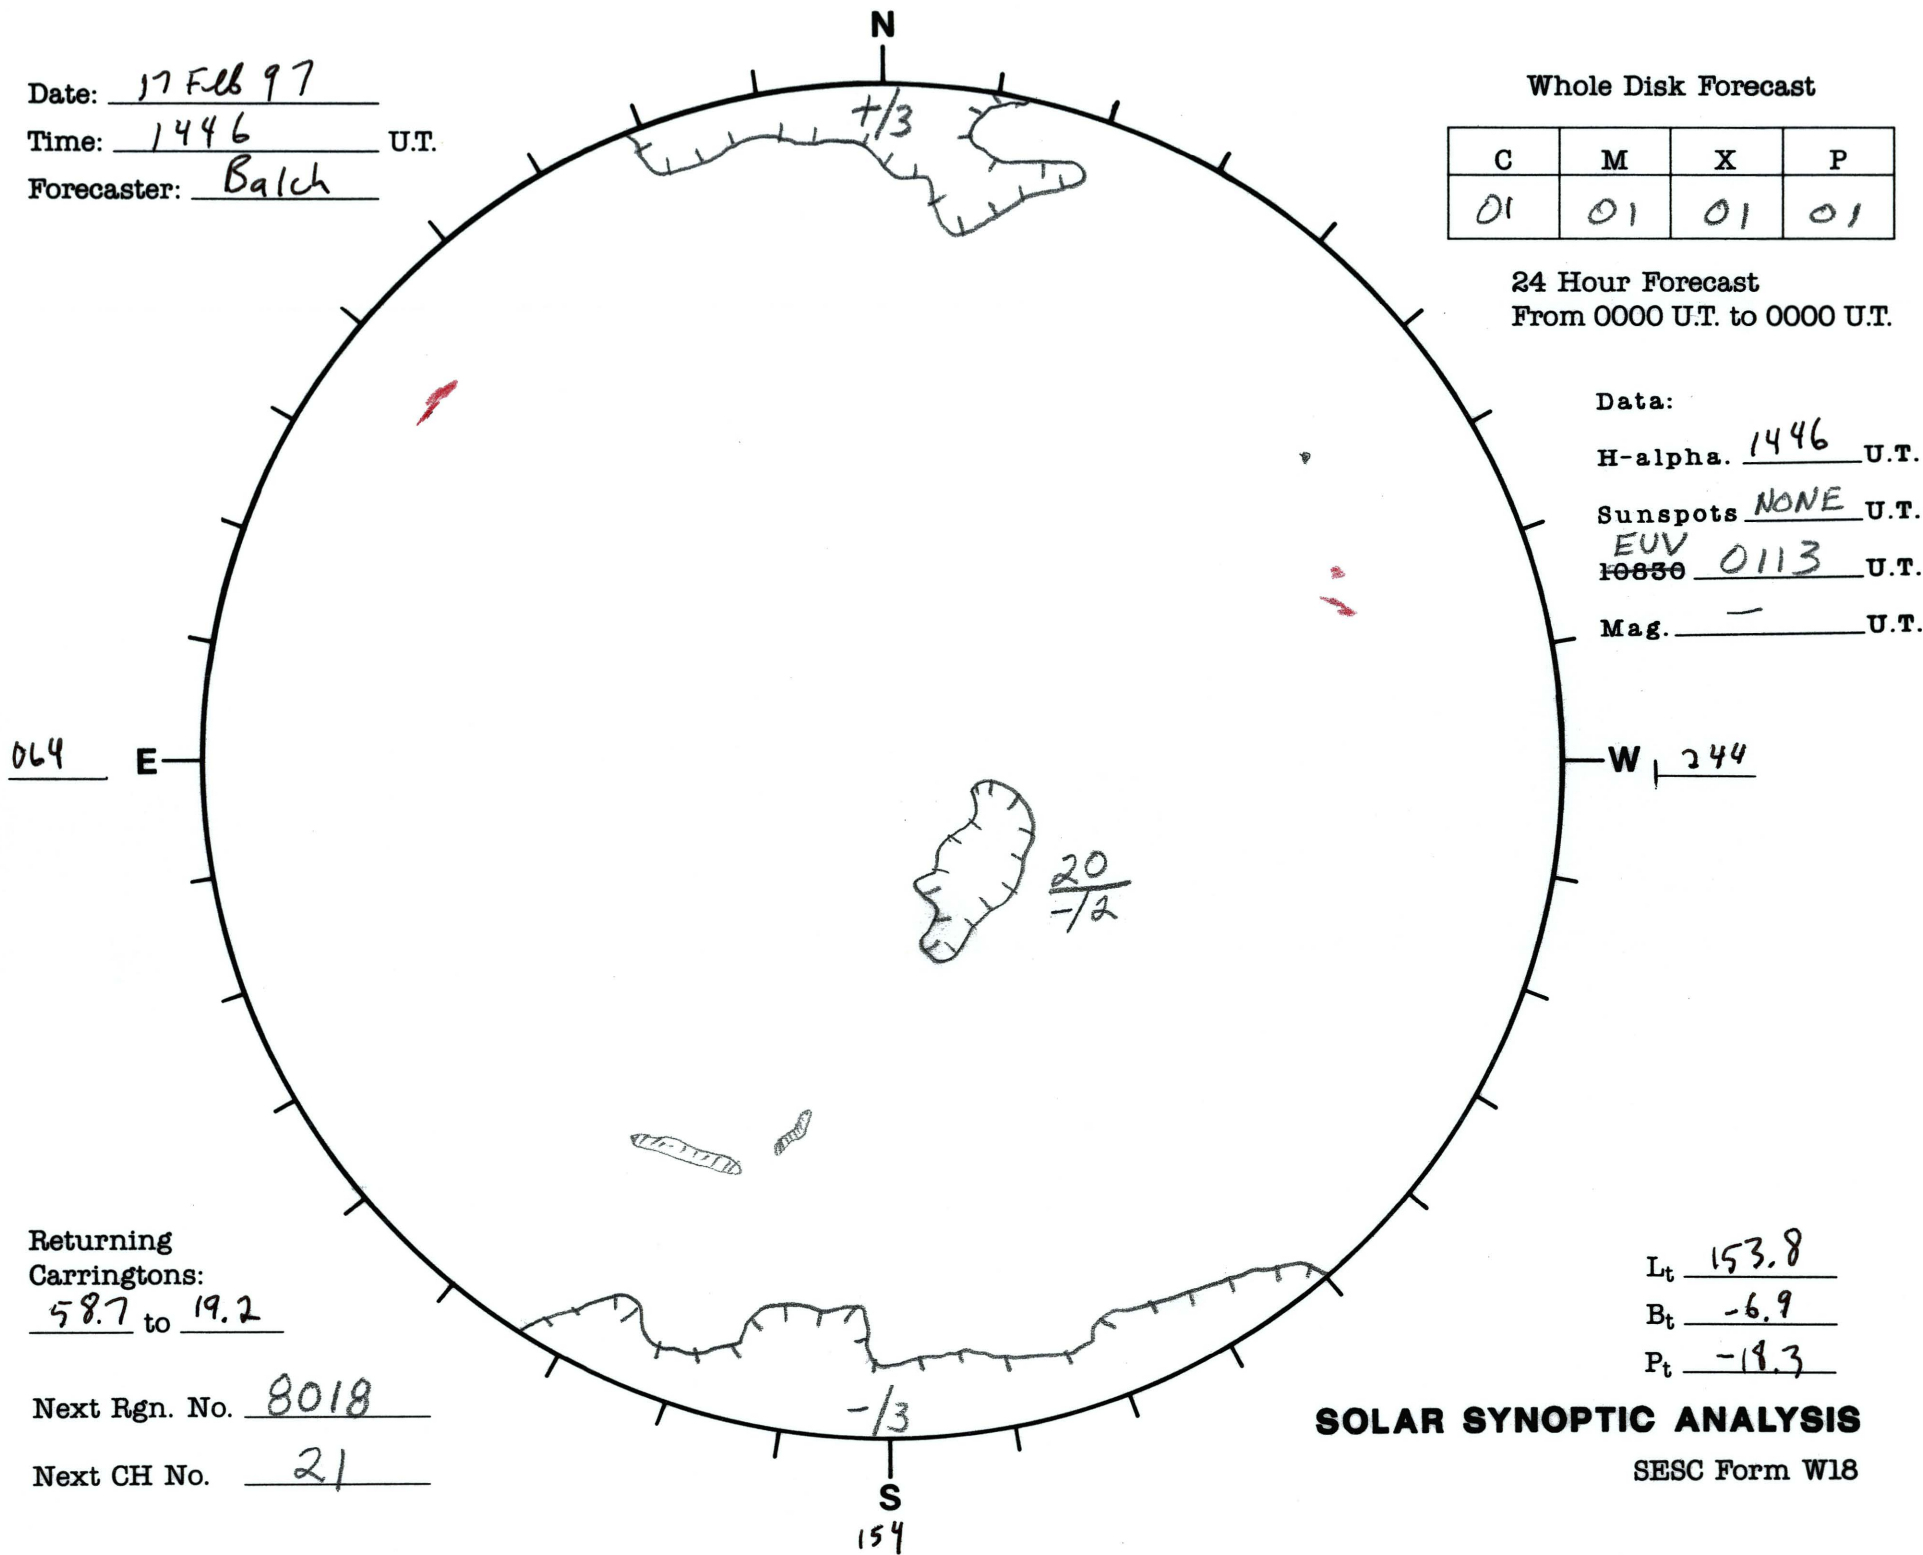 N
Date: 17 Feb 97
Time: 1446 U.T.
Forecaster: Balch
Whole Disk Forecast
C M X P
01 01 01 01
24 Hour Forecast
From 0000 U.T. to 0000 U.T.
+/3
Data:
H-alpha. 1446 U.T.
Sunspots NONE U.T.
EUV
10830 0113 U.T.
Mag. — U.T.
064 E
W 244
20
-/2
Returning
Carringtons:
58.7 to 19.2
Next Rgn. No. 8018
Next CH No. 21
-/3
Lt 153.8
Bt -6.9
Pt -18.3
SOLAR SYNOPTIC ANALYSIS
SESC Form W18
S
154